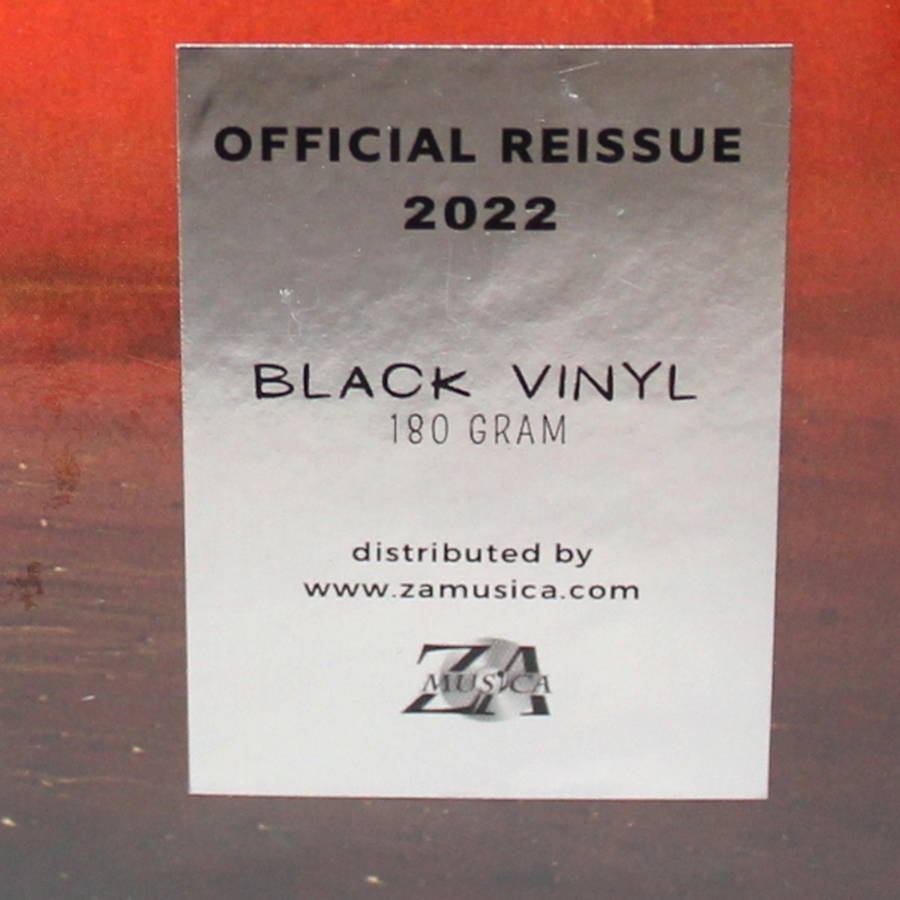 OFFICIAL REISSUE
2022
BLACK VINYL
180 GRAM
distributed by
www.zamusica.com
ZA
MUSICA